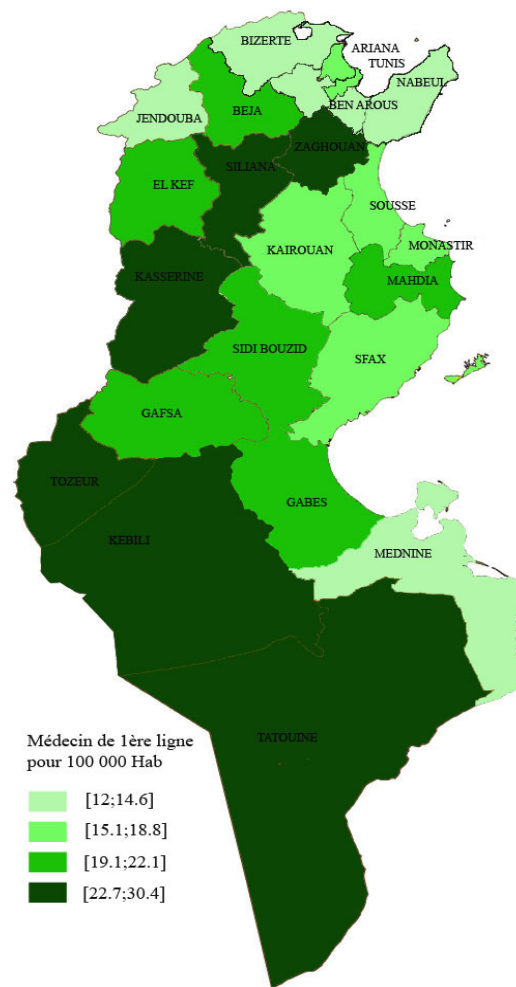 BIZERTE
ARIANA
TUNIS
NABEUL
BEN AROUS
BEJA
JENDOUBA
ZAGHOUAN
SILIANA
EL KEF
SOUSSE
KAIROUAN
MONASTIR
KASSERINE
MAHDIA
SIDI BOUZID
SFAX
GAFSA
TOZEUR
GABES
KEBILI
MEDNINE
TATOUINE
Médecin de 1ère ligne
pour 100 000 Hab
[12;14.6]
[15.1;18.8]
[19.1;22.1]
[22.7;30.4]